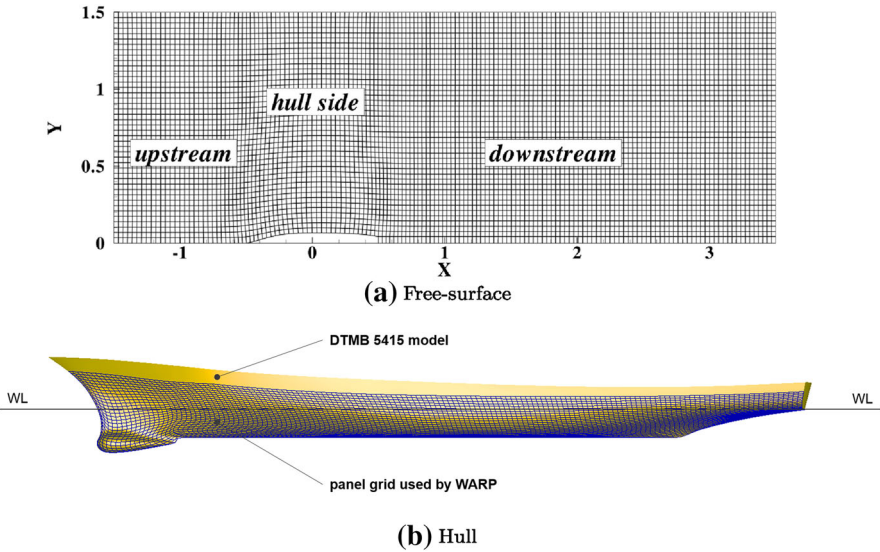 1.5
1
0.5
0
Y
hull side
upstream
downstream
-1 0 1 2 3
X
(a) Free-surface
DTMB 5415 model
WL WL
panel grid used by WARP
(b) Hull